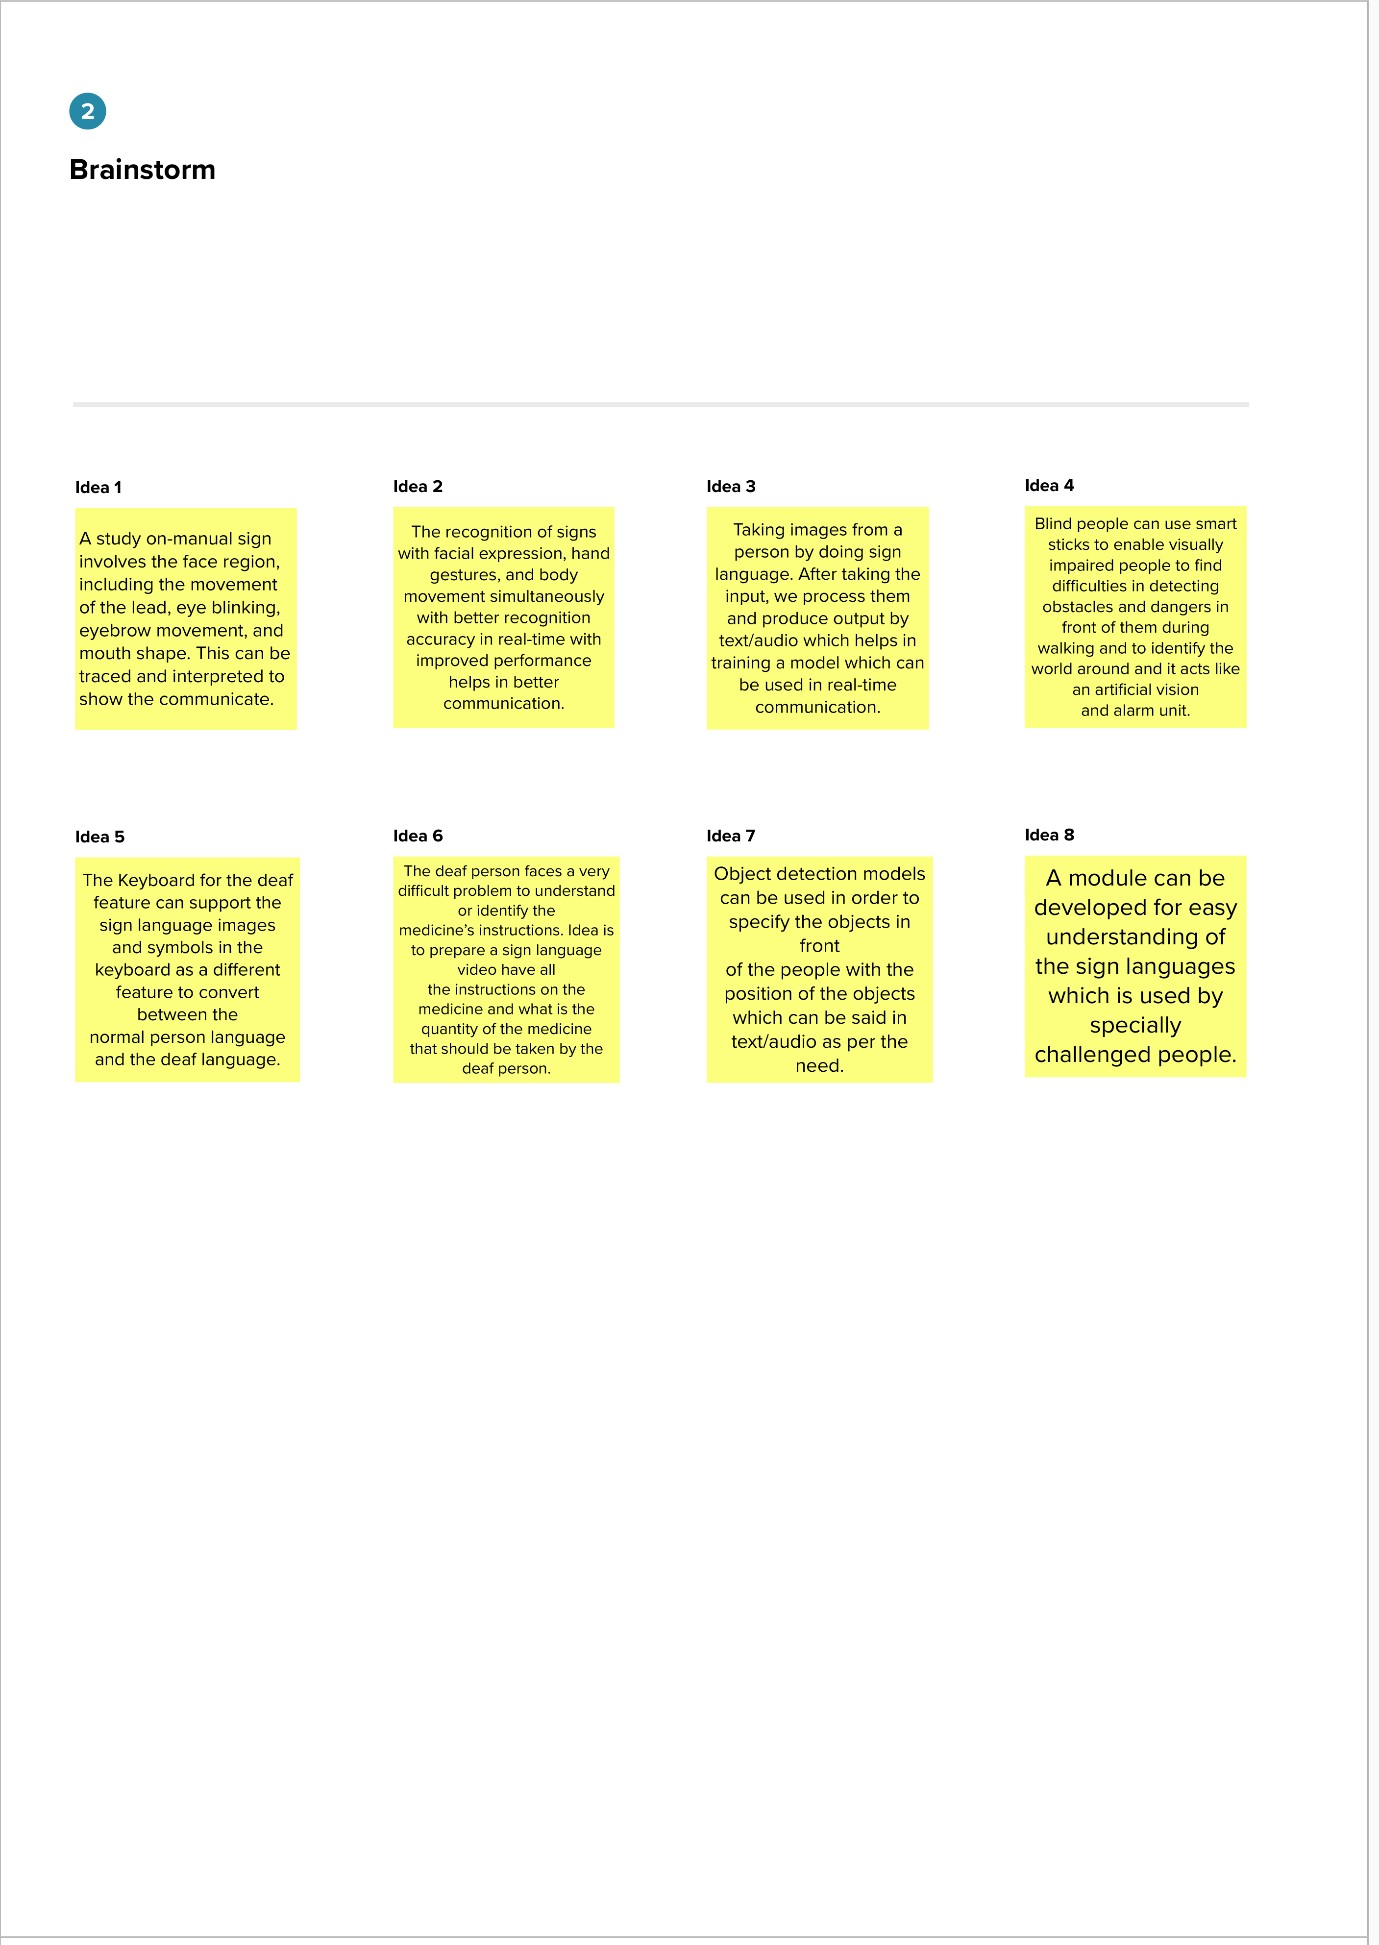 2
Brainstorm
Idea 1
A study on-manual sign
involves the face region,
including the movement
of the lead, eye blinking,
eyebrow movement, and
mouth shape. This can be
traced and interpreted to
show the communicate.
Idea 2
The recognition of signs
with facial expression, hand
gestures, and body
movement simultaneously
with better recognition
accuracy in real-time with
improved performance
helps in better
communication.
Idea 3
Taking images from a
person by doing sign
language. After taking the
input, we process them
and produce output by
text/audio which helps in
training a model which can
be used in real-time
communication.
Idea 4
Blind people can use smart
sticks to enable visually
impaired people to find
difficulties in detecting
obstacles and dangers in
front of them during
walking and to identify the
world around and it acts like
an artificial vision
and alarm unit.
Idea 5
The Keyboard for the deaf
feature can support the
sign language images
and symbols in the
keyboard as a different
feature to convert
between the
normal person language
and the deaf language.
Idea 6
The deaf person faces a very
difficult problem to understand
or identify the
medicine’s instructions. Idea is
to prepare a sign language
video have all
the instructions on the
medicine and what is the
quantity of the medicine
that should be taken by the
deaf person.
Idea 7
Object detection models
can be used in order to
specify the objects in
front
of the people with the
position of the objects
which can be said in
text/audio as per the
need.
Idea 8
A module can be
developed for easy
understanding of
the sign languages
which is used by
specially
challenged people.